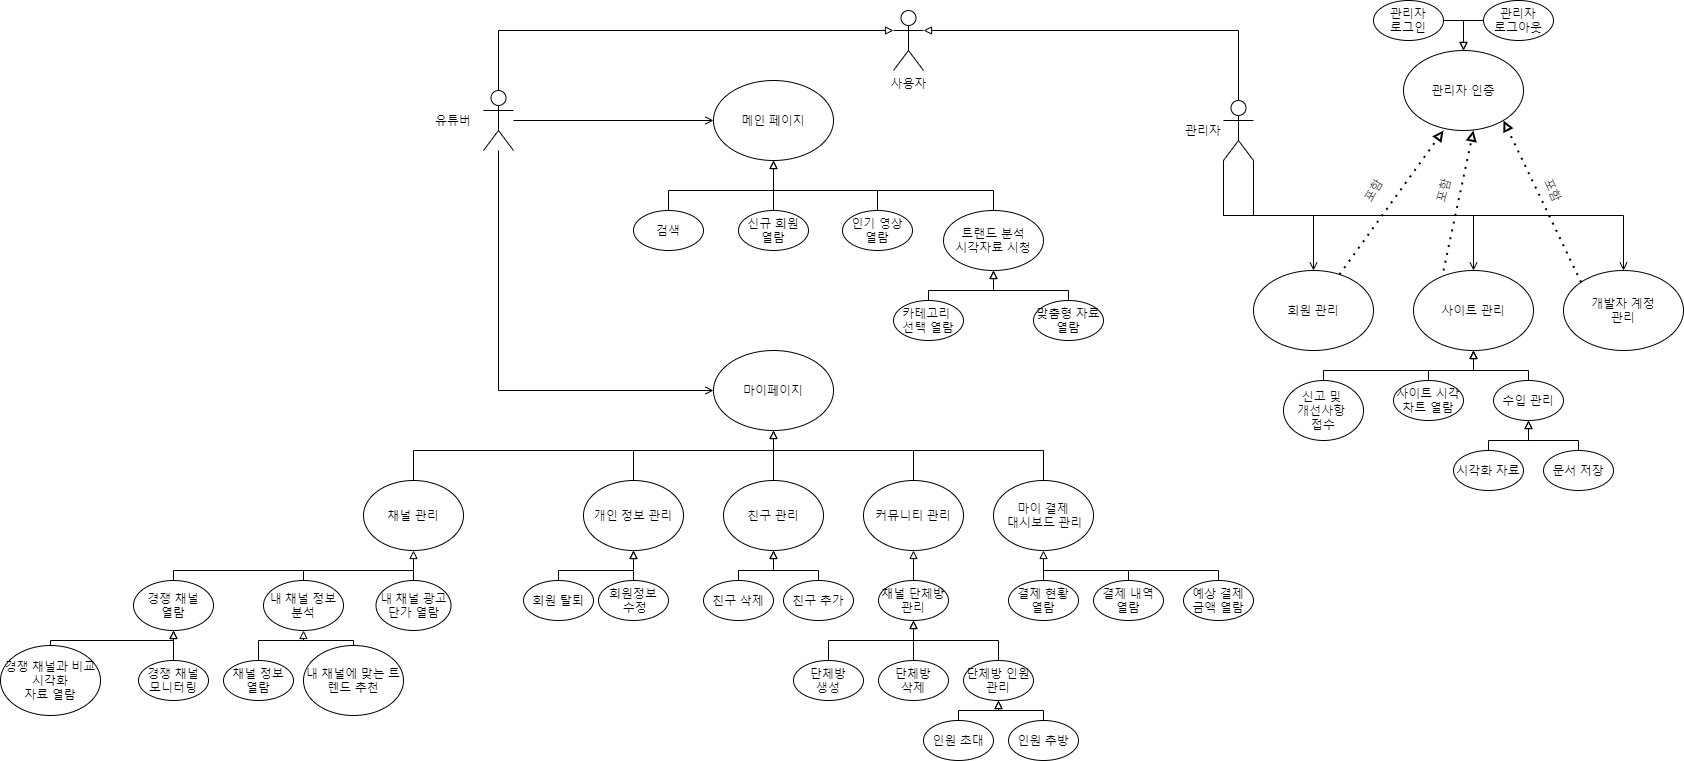 관리자
로그인
관리자
로그아웃
사용자
관리자 인증
유튜버
메인 페이지
관리자
포함
포함
포함
검색
신규 회원
열람
인기 영상
열람
트랜드 분석
시각자료 시청
카테고리
선택 열람
맞춤형 자료
열람
회원 관리
사이트 관리
개발자 계정
관리
마이페이지
신고 및
개선사항
접수
사이트 시각
차트 열람
수입 관리
시각화 자료
문서 저장
채널 관리
개인 정보 관리
친구 관리
커뮤니티 관리
마이 결제
대시보드 관리
경쟁 채널
열람
내 채널 정보
분석
내 채널 광고
단가 열람
회원 탈퇴
회원정보
수정
친구 삭제
친구 추가
채널 단체방
관리
결제 현황
열람
결제 내역
열람
예상 결제
금액 열람
경쟁 채널과 비교
시각화
자료 열람
경쟁 채널
모니터링
채널 정보
열람
내 채널에 맞는 트
렌드 추천
단체방
생성
단체방
삭제
단체방 인원
관리
인원 초대
인원 추방